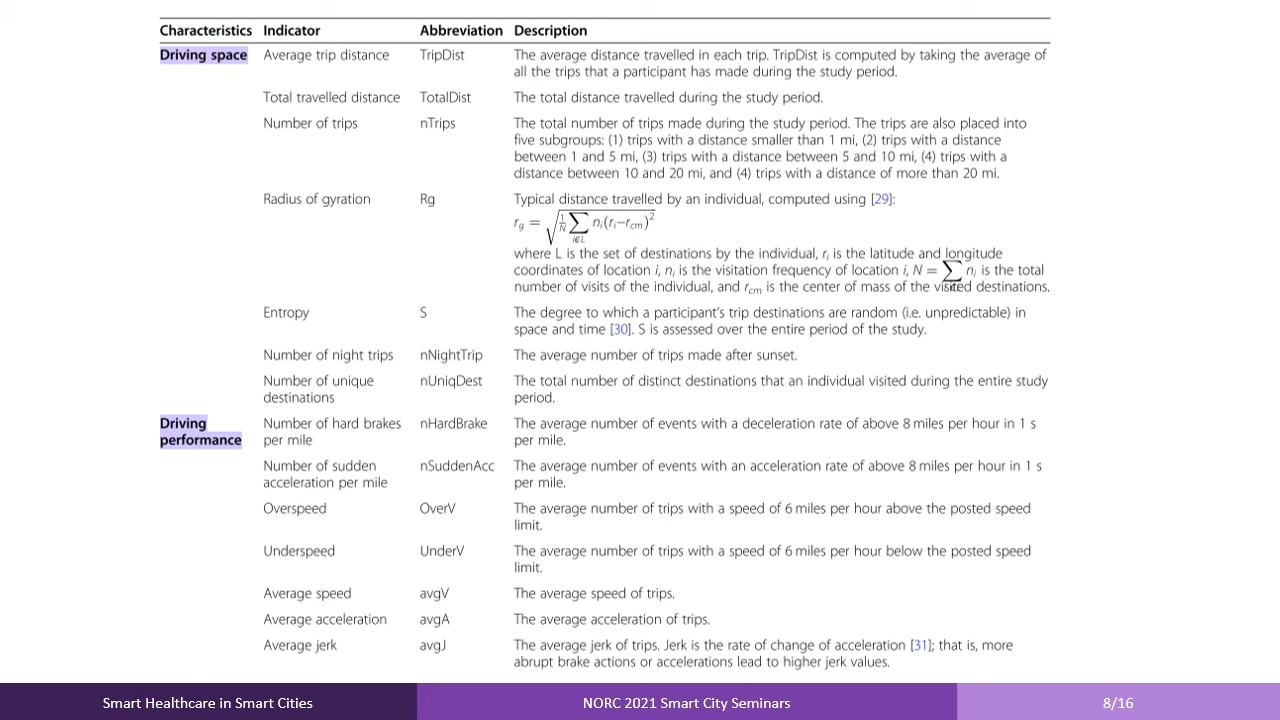 Characteristics Indicator Abbreviation Description
Driving space Average trip distance TripDist The average distance travelled in each trip. TripDist is computed by taking the average of
all the trips that a participant has made during the study period.
Total travelled distance TotalDist The total distance travelled during the study period.
Number of trips nTrips The total number of trips made during the study period. The trips are also placed into
five subgroups: (1) trips with a distance smaller than 1 mi, (2) trips with a distance
between 1 and 5 mi, (3) trips with a distance between 5 and 10 mi, (4) trips with a
distance between 10 and 20 mi, and (4) trips with a distance of more than 20 mi.
Radius of gyration Rg Typical distance travelled by an individual, computed using [29]:
r_g = √(1/N ∑_{i∈L} n_i(r_i−r_cm)^2)
where L is the set of destinations by the individual, r_i is the latitude and longitude
coordinates of location i, n_i is the visitation frequency of location i, N = ∑_{i∈L} n_i is the total
number of visits of the individual, and r_cm is the center of mass of the visited destinations.
Entropy S The degree to which a participant's trip destinations are random (i.e. unpredictable) in
space and time [30]. S is assessed over the entire period of the study.
Number of night trips nNightTrip The average number of trips made after sunset.
Number of unique nUniqDest The total number of distinct destinations that an individual visited during the entire study
destinations period.
Driving Number of hard brakes nHardBrake The average number of events with a deceleration rate of above 8 miles per hour in 1 s
performance per mile per mile.
Number of sudden nSuddenAcc The average number of events with an acceleration rate of above 8 miles per hour in 1 s
acceleration per mile per mile.
Overspeed OverV The average number of trips with a speed of 6 miles per hour above the posted speed
limit.
Underspeed UnderV The average number of trips with a speed of 6 miles per hour below the posted speed
limit.
Average speed avgV The average speed of trips.
Average acceleration avgA The average acceleration of trips.
Average jerk avgJ The average jerk of trips. Jerk is the rate of change of acceleration [31]; that is, more
abrupt brake actions or accelerations lead to higher jerk values.
Smart Healthcare in Smart Cities NORC 2021 Smart City Seminars 8/16